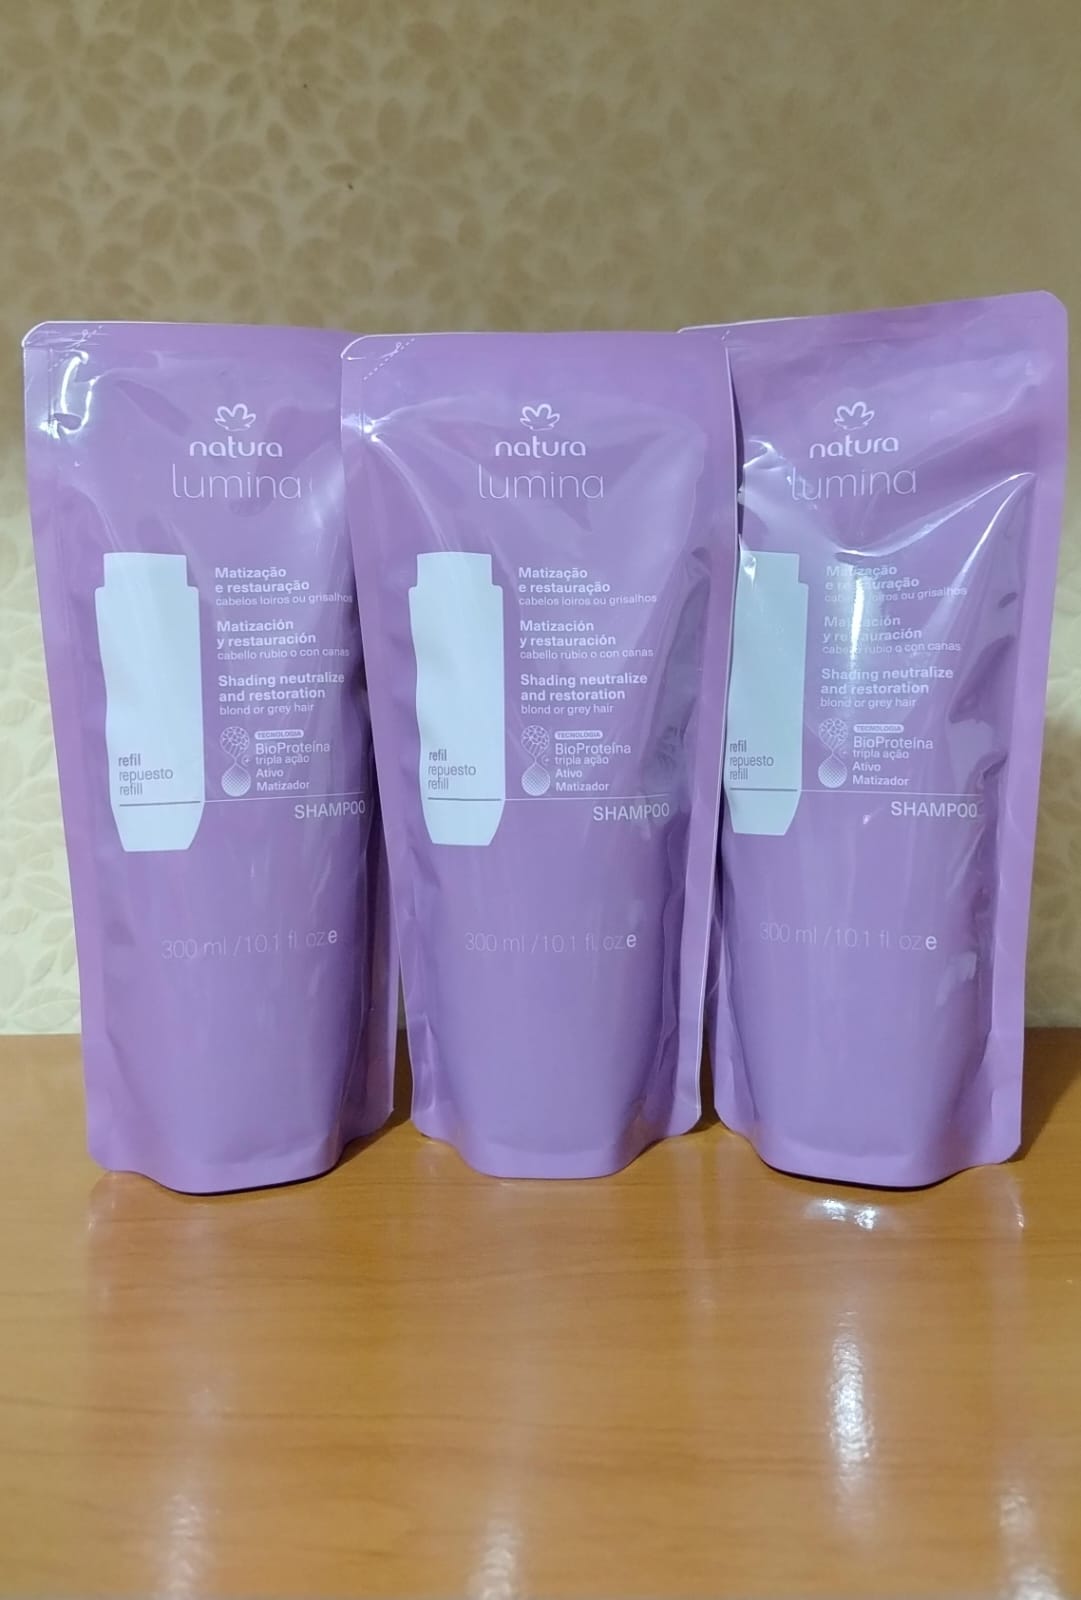 natura
lumina
Matização
e restauração
cabelos loiros ou grisalhos
Matización
y restauración
cabello rubio o con canas
Shading neutralize
and restoration
blond or grey hair
TECNOLOGIA
BioProteína
tripla ação
+ Ativo
Matizador
refil
repuesto
refill
SHAMPOO
300 ml /10.1 fl. oz e
natura
lumina
Matização
e restauração
cabelos loiros ou grisalhos
Matización
y restauración
cabello rubio o con canas
Shading neutralize
and restoration
blond or grey hair
TECNOLOGIA
BioProteína
tripla ação
+ Ativo
Matizador
refil
repuesto
refill
SHAMPOO
300 ml /10.1 fl. oz e
natura
lumina
Matização
e restauração
cabelos loiros ou grisalhos
Matización
y restauración
cabello rubio o con canas
Shading neutralize
and restoration
blond or grey hair
TECNOLOGIA
BioProteína
tripla ação
+ Ativo
Matizador
refil
repuesto
refill
SHAMPOO
300 ml /10.1 fl. oz e